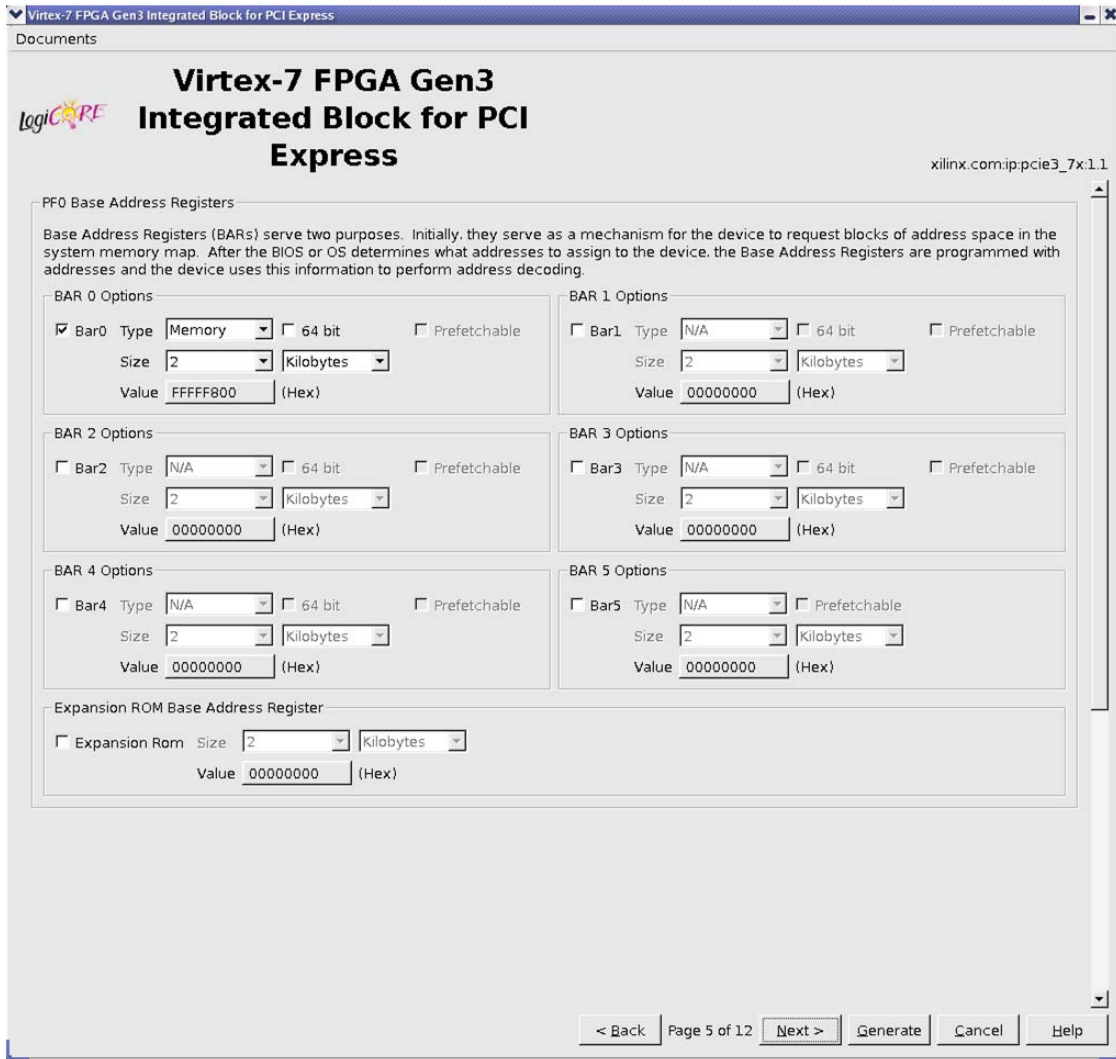 Virtex-7 FPGA Gen3 Integrated Block for PCI Express
Documents
LogiCORE
Virtex-7 FPGA Gen3
Integrated Block for PCI
Express
xilinx.com:ip:pcie3_7x:1.1
PF0 Base Address Registers
Base Address Registers (BARs) serve two purposes. Initially, they serve as a mechanism for the device to request blocks of address space in the
system memory map. After the BIOS or OS determines what addresses to assign to the device, the Base Address Registers are programmed with
addresses and the device uses this information to perform address decoding.
BAR 0 Options
Bar0 Type Memory 64 bit Prefetchable
Size 2 Kilobytes
Value FFFFF800 (Hex)
BAR 1 Options
Bar1 Type N/A 64 bit Prefetchable
Size 2 Kilobytes
Value 00000000 (Hex)
BAR 2 Options
Bar2 Type N/A 64 bit Prefetchable
Size 2 Kilobytes
Value 00000000 (Hex)
BAR 3 Options
Bar3 Type N/A 64 bit Prefetchable
Size 2 Kilobytes
Value 00000000 (Hex)
BAR 4 Options
Bar4 Type N/A 64 bit Prefetchable
Size 2 Kilobytes
Value 00000000 (Hex)
BAR 5 Options
Bar5 Type N/A Prefetchable
Size 2 Kilobytes
Value 00000000 (Hex)
Expansion ROM Base Address Register
Expansion Rom Size 2 Kilobytes
Value 00000000 (Hex)
< Back Page 5 of 12 Next > Generate Cancel Help